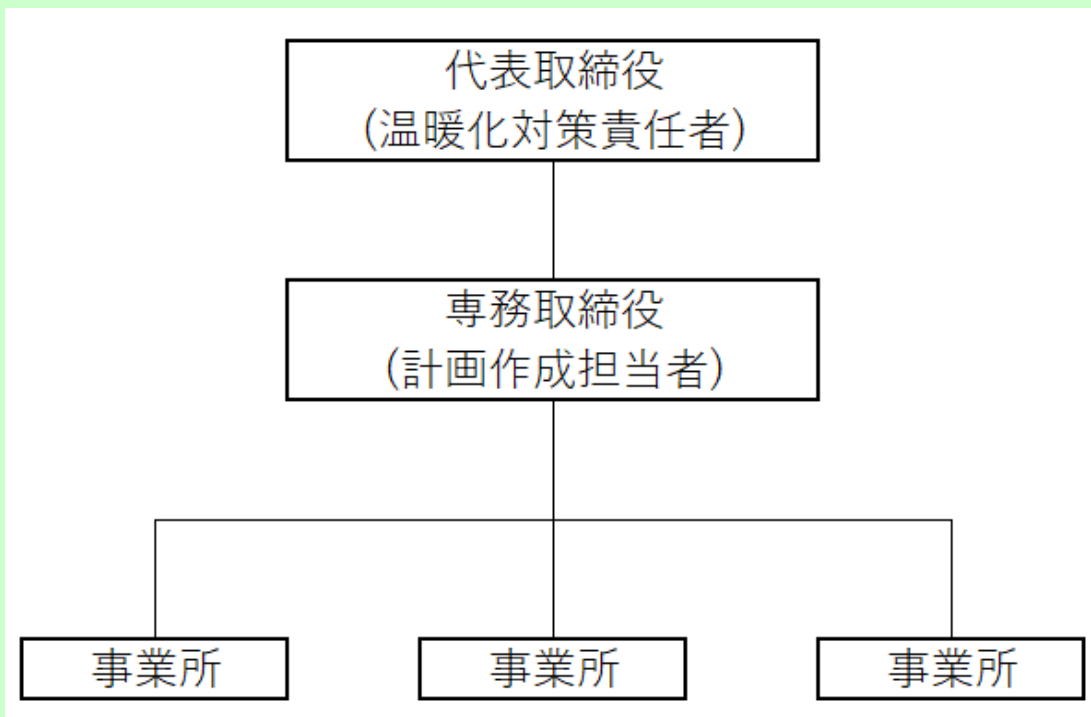 代表取締役
(温暖化対策責任者)
専務取締役
(計画作成担当者)
事業所
事業所
事業所